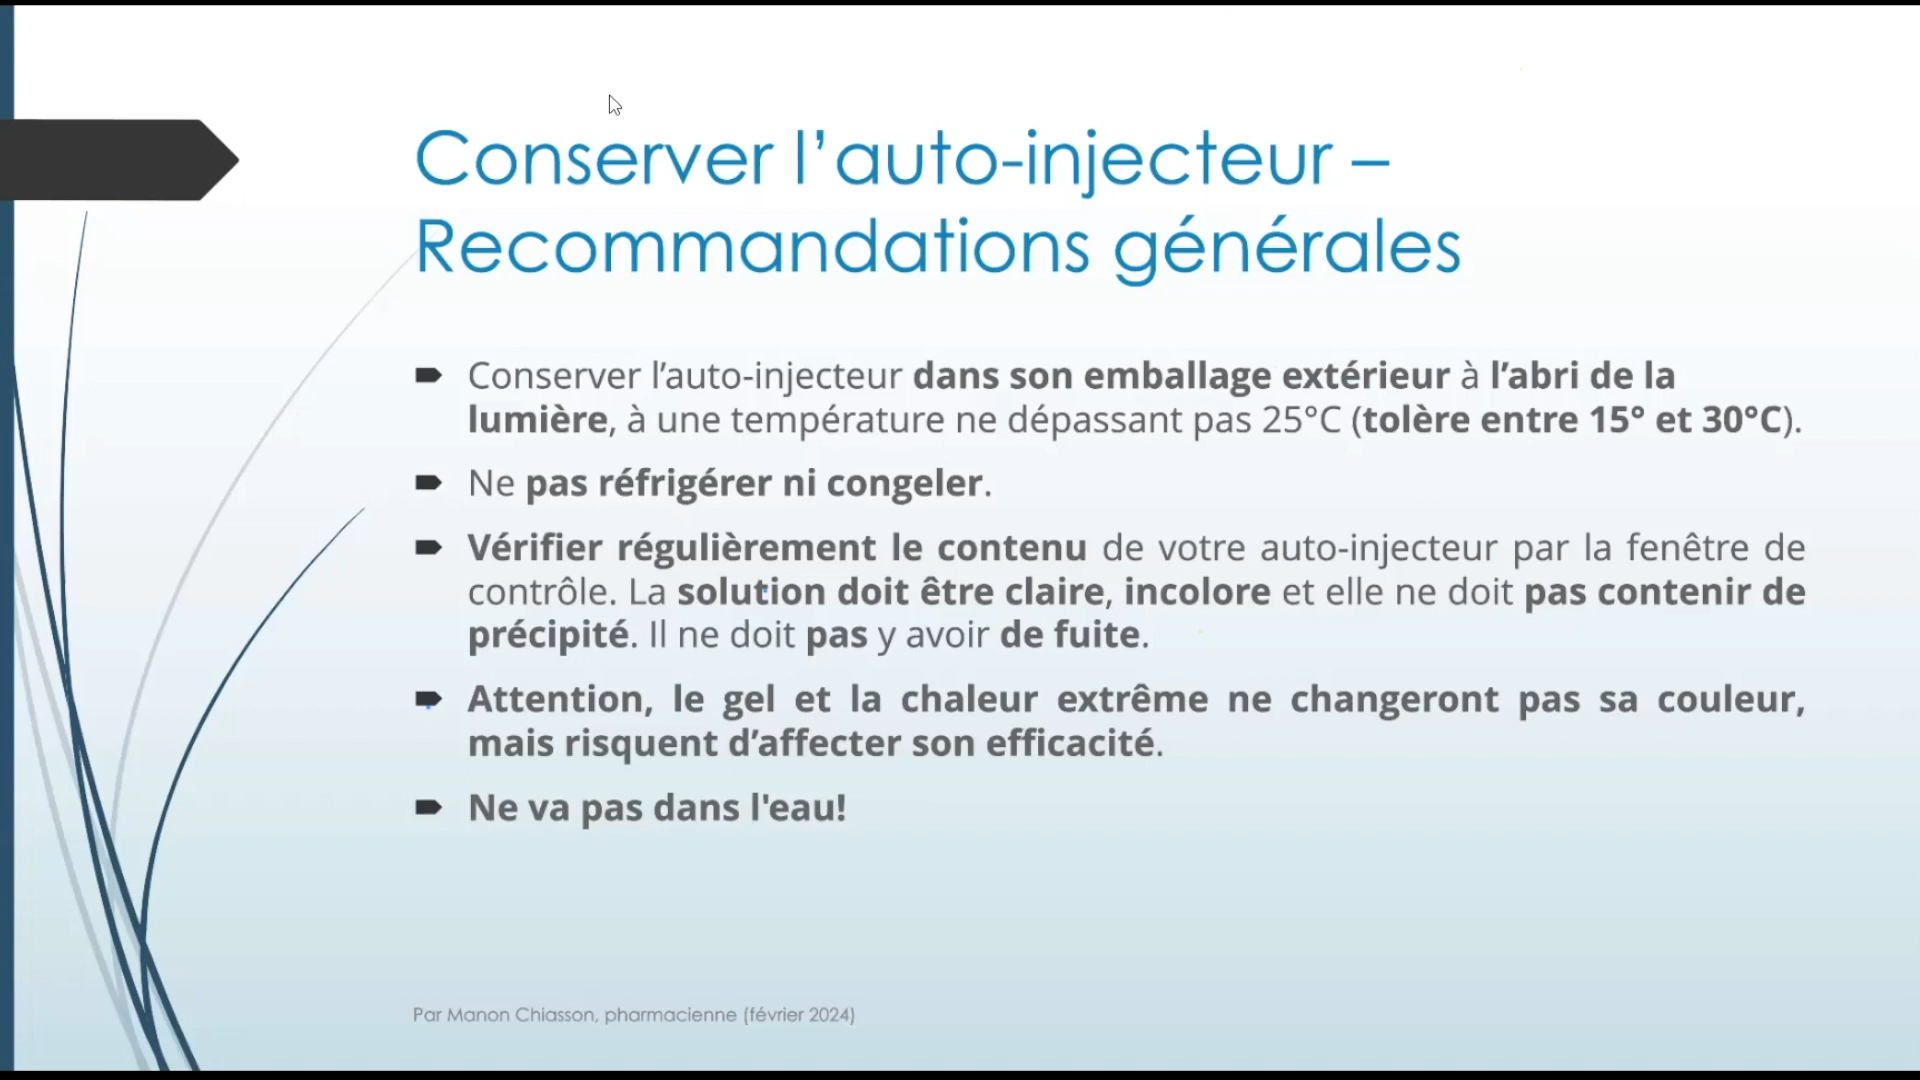 Conserver l’auto-injecteur –
Recommandations générales
Conserver l’auto-injecteur dans son emballage extérieur à l’abri de la
lumière, à une température ne dépassant pas 25°C (tolère entre 15° et 30°C).
Ne pas réfrigérer ni congeler.
Vérifier régulièrement le contenu de votre auto-injecteur par la fenêtre de
contrôle. La solution doit être claire, incolore et elle ne doit pas contenir de
précipité. Il ne doit pas y avoir de fuite.
Attention, le gel et la chaleur extrême ne changeront pas sa couleur,
mais risquent d’affecter son efficacité.
Ne va pas dans l'eau!
Par Manon Chiasson, pharmacienne (février 2024)